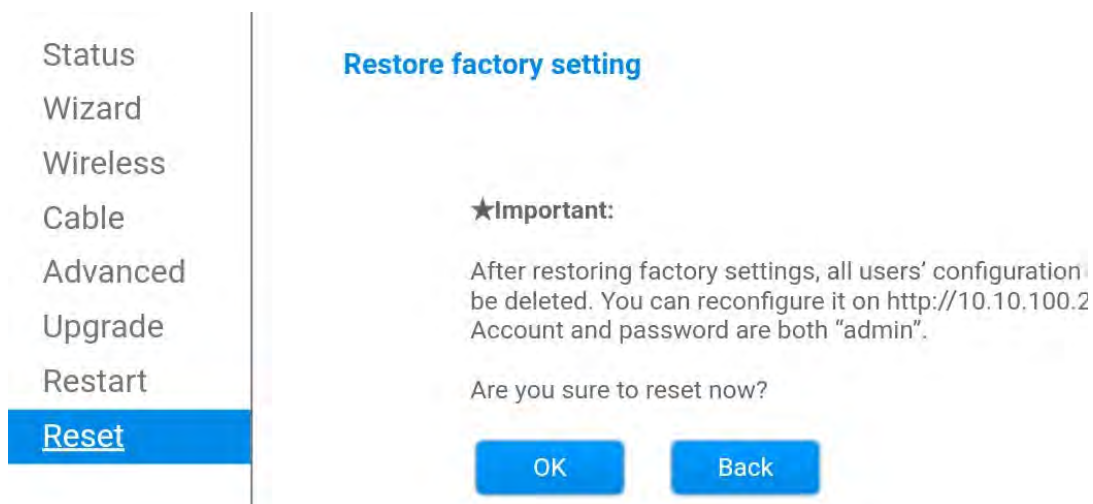 Status
Wizard
Wireless
Cable
Advanced
Upgrade
Restart
Reset
Restore factory setting
★Important:
After restoring factory settings, all users’ configuration
be deleted. You can reconfigure it on http://10.10.100.2
Account and password are both “admin”.
Are you sure to reset now?
OK
Back